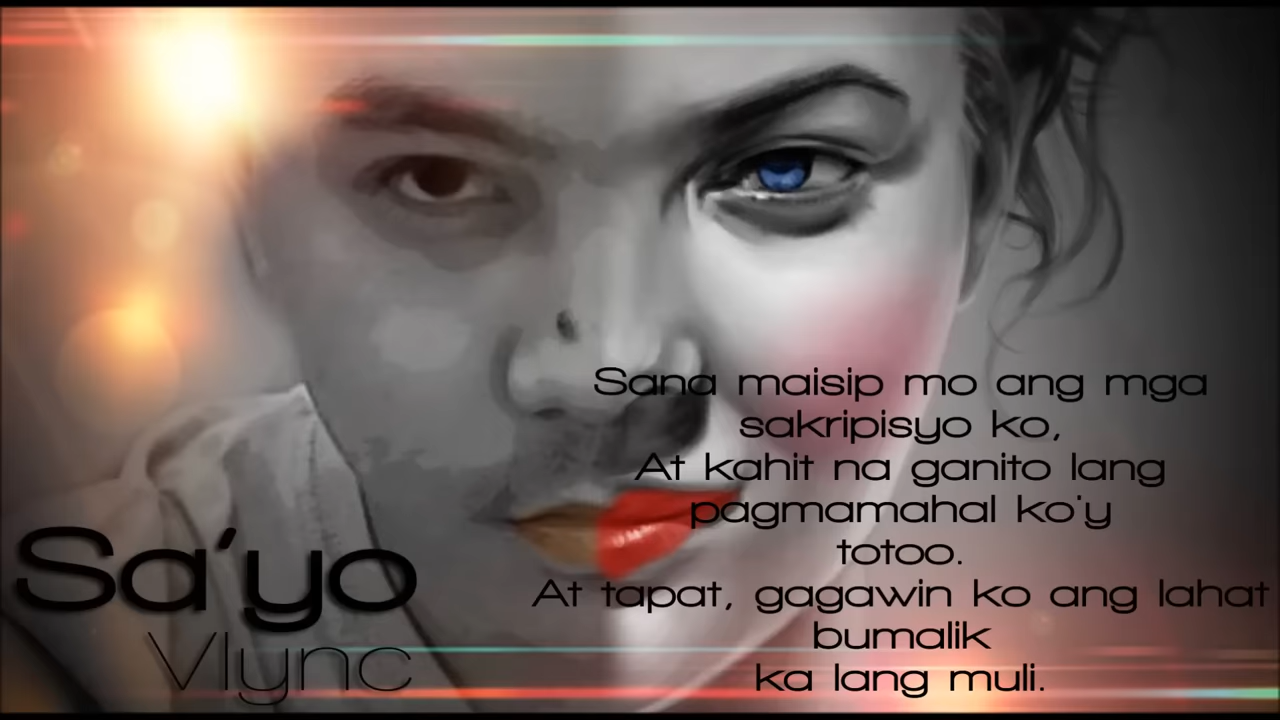 Sana maisip mo ang mga
sakripisyo ko,
At kahit na ganito lang
pagmamahal ko'y
totoo.
At tapat, gagawin ko ang lahat
bumalik
ka lang muli.
Sa'yo
Vlync